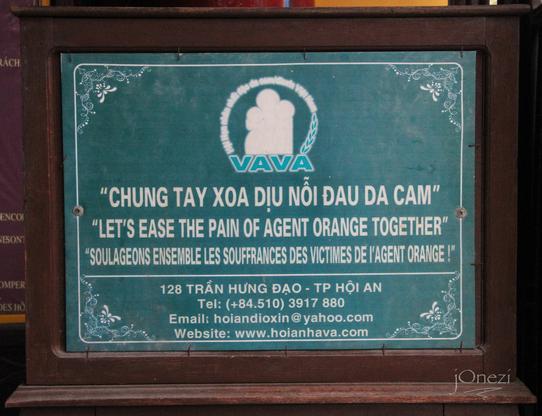 VAVA
“CHUNG TAY XOA DỊU NỖI ĐAU DA CAM”
“LET'S EASE THE PAIN OF AGENT ORANGE TOGETHER”
“SOULAGEONS ENSEMBLE LES SOUFFRANCES DES VICTIMES DE l'AGENT ORANGE !”
128 TRẦN HƯNG ĐẠO - TP HỘI AN
Tel: (+84.510) 3917 880
Email: hoiandioxin@yahoo.com
Website: www.hoianhava.com
jOnezi